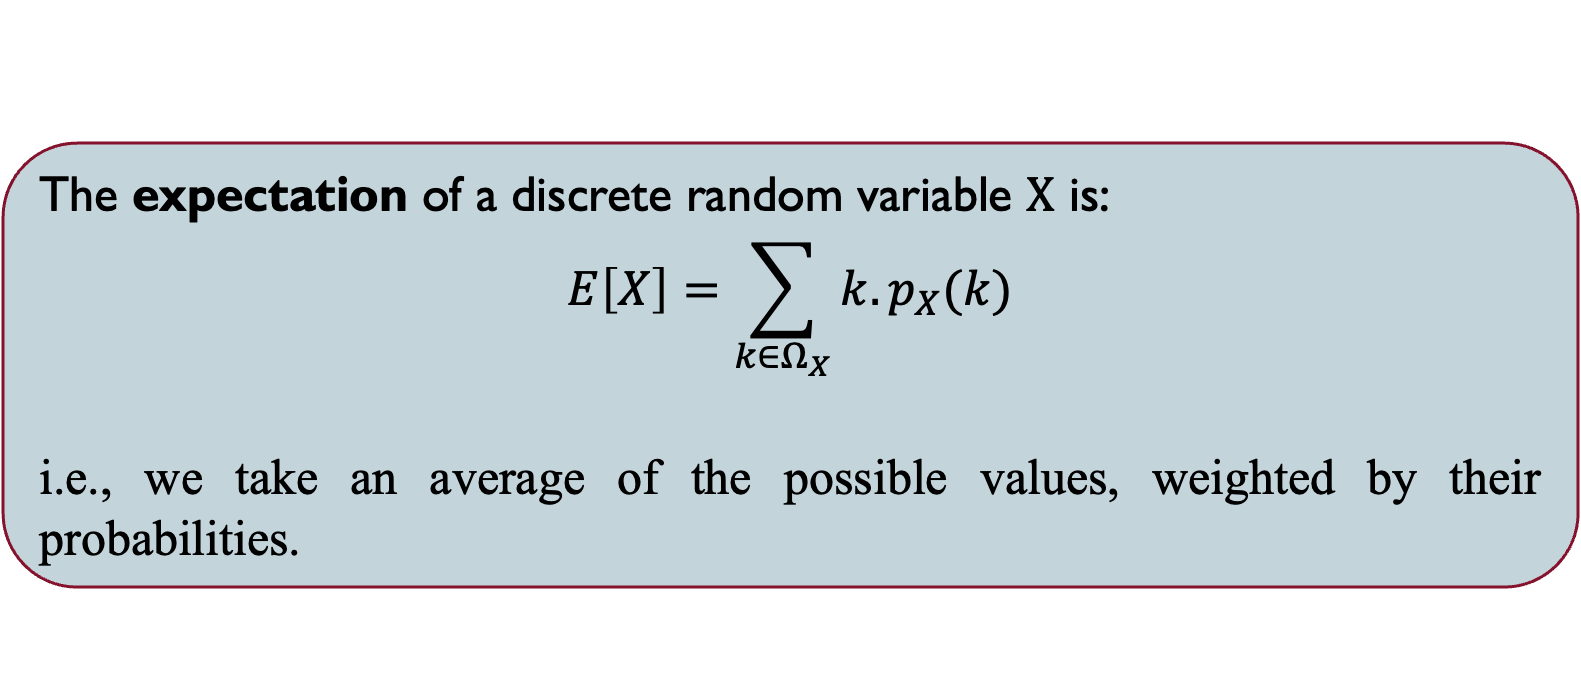 The expectation of a discrete random variable X is:
E[X] = ∑ k.p_X(k)
k∈Ω_X
i.e., we take an average of the possible values, weighted by their
probabilities.